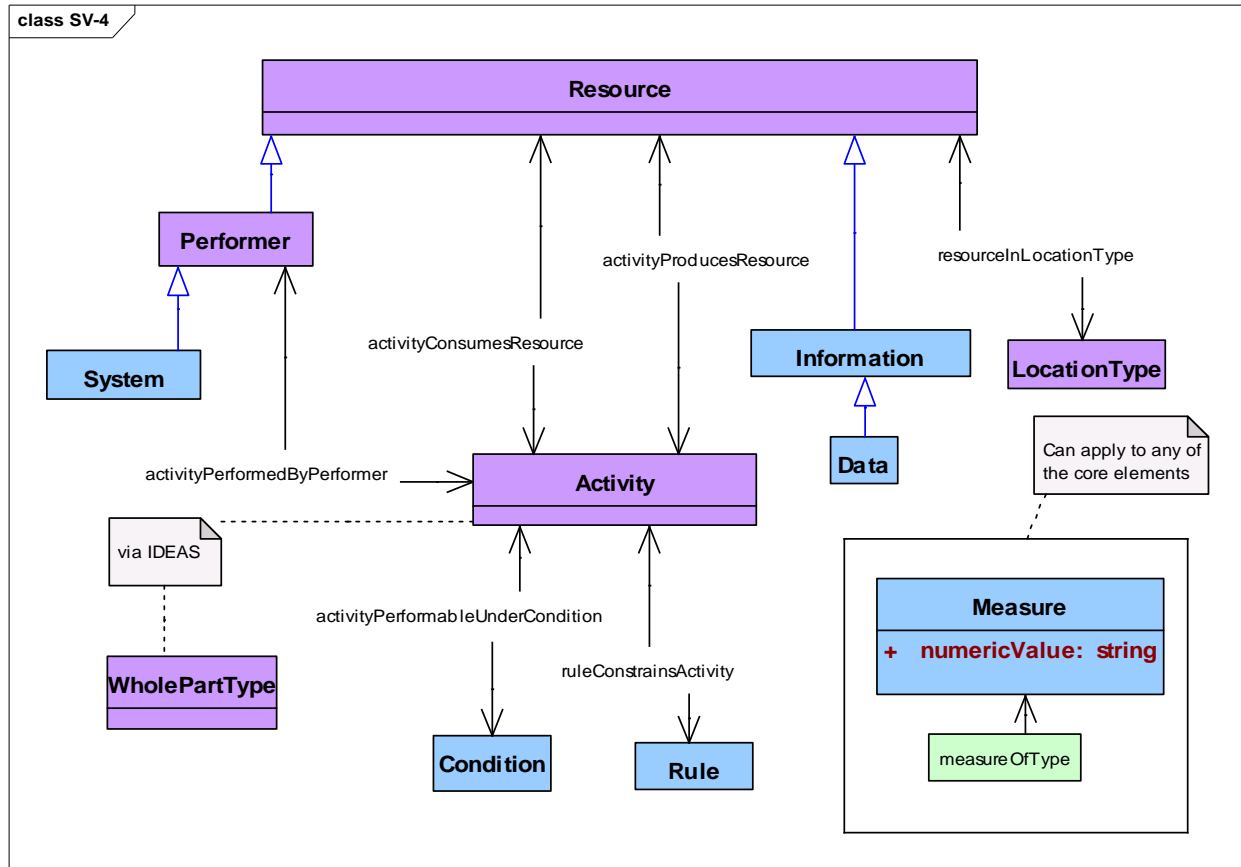 class SV-4
Resource
Performer
activityProducesResource
resourceInLocationType
activityConsumesResource
System
Information
LocationType
Can apply to any of
the core elements
Data
activityPerformedByPerformer
Activity
via IDEAS
activityPerformableUnderCondition
Measure
+ numericValue: string
ruleConstrainsActivity
WholePartType
measureOfType
Condition
Rule